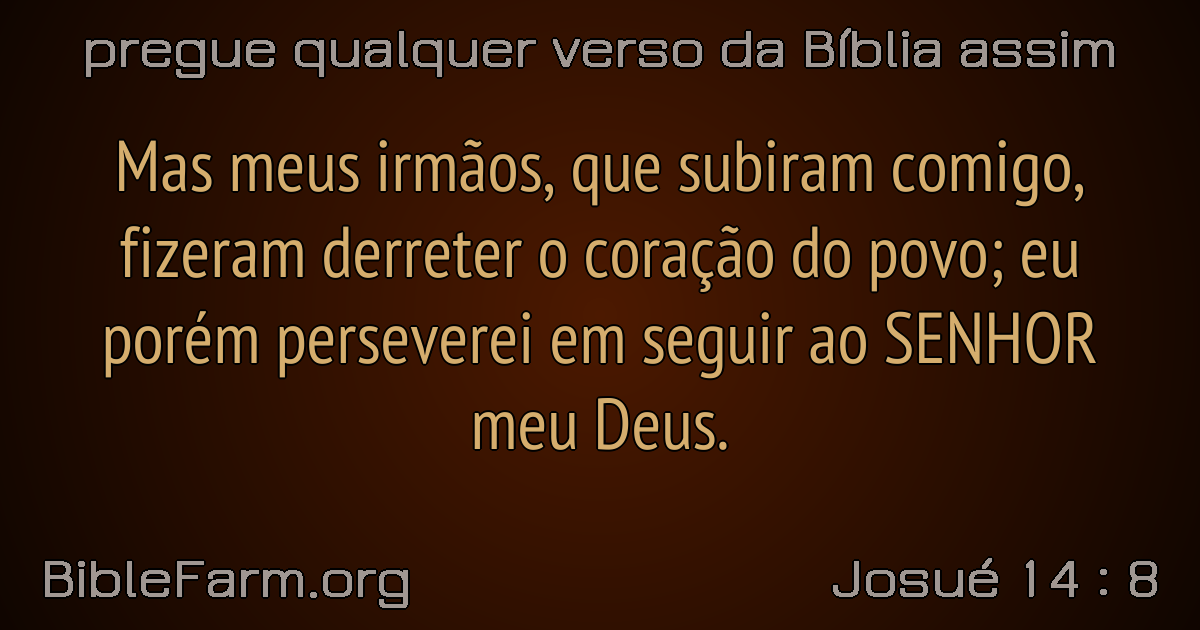 pregue qualquer verso da Bíblia assim
Mas meus irmãos, que subiram comigo,
fizeram derreter o coração do povo; eu
porém perseverei em seguir ao SENHOR
meu Deus.
BibleFarm.org
Josué 14 : 8